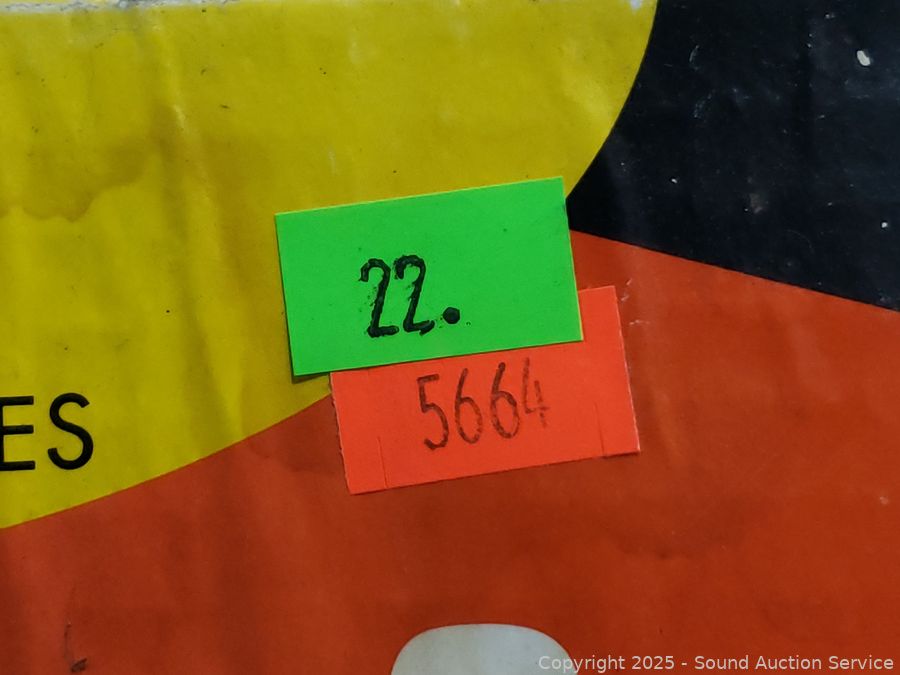 22.
5664
ES
Copyright 2025 - Sound Auction Service